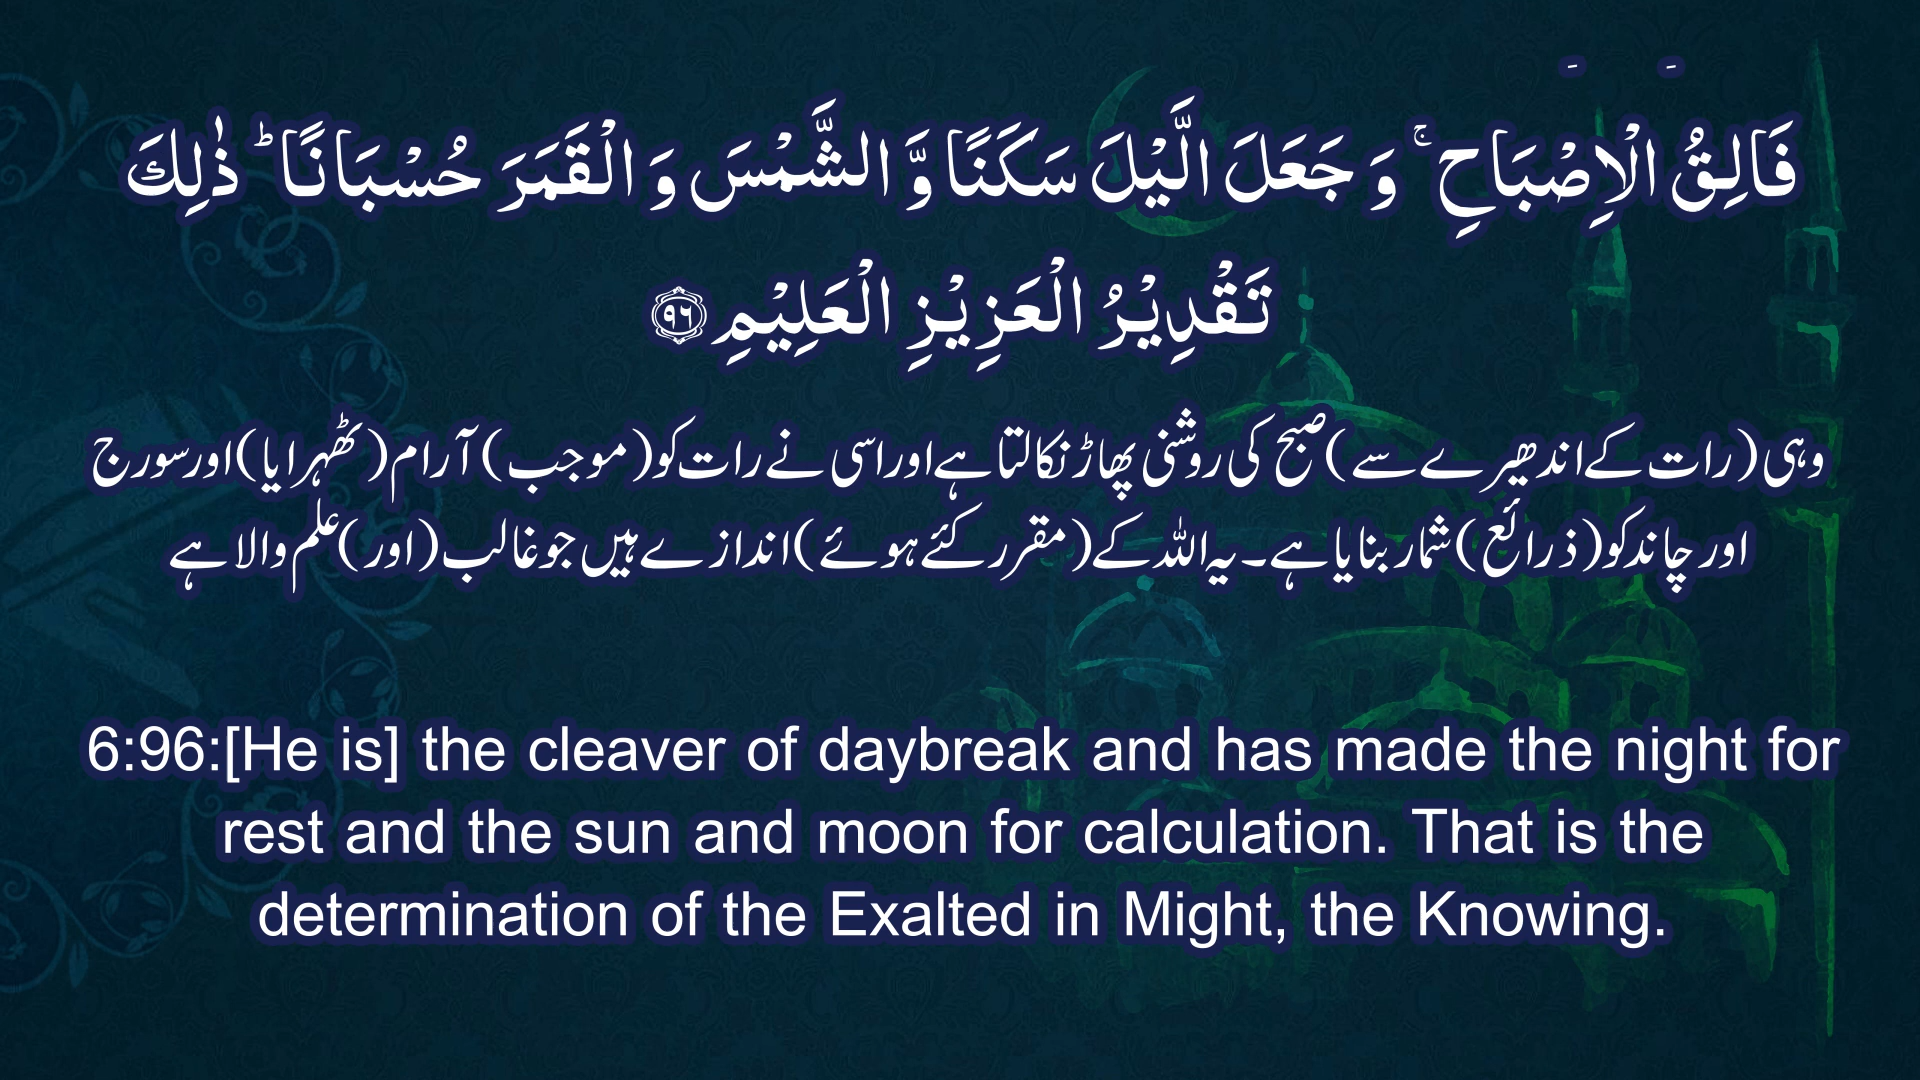 فَالِقُ الْاِصْبَاحِ ۚ وَ جَعَلَ الَّيْلَ سَكَنًا وَّ الشَّمْسَ وَ الْقَمَرَ حُسْبَانًا ؕ ذٰلِكَ
تَقْدِيْرُ الْعَزِيْزِ الْعَلِيْمِ ۟۹۶
وہی (رات کے اندھیرے سے) صبح کی روشنی پھاڑ نکالتا ہے اور اسی نے رات کو (موجب) آرام (ٹھہرایا) اور سورج
اور چاند کو (ذرائع) شمار بنایا ہے۔ یہ اللہ کے (مقرر کئے ہوئے) اندازے ہیں جو غالب (اور) علم والا ہے
6:96:[He is] the cleaver of daybreak and has made the night for
rest and the sun and moon for calculation. That is the
determination of the Exalted in Might, the Knowing.